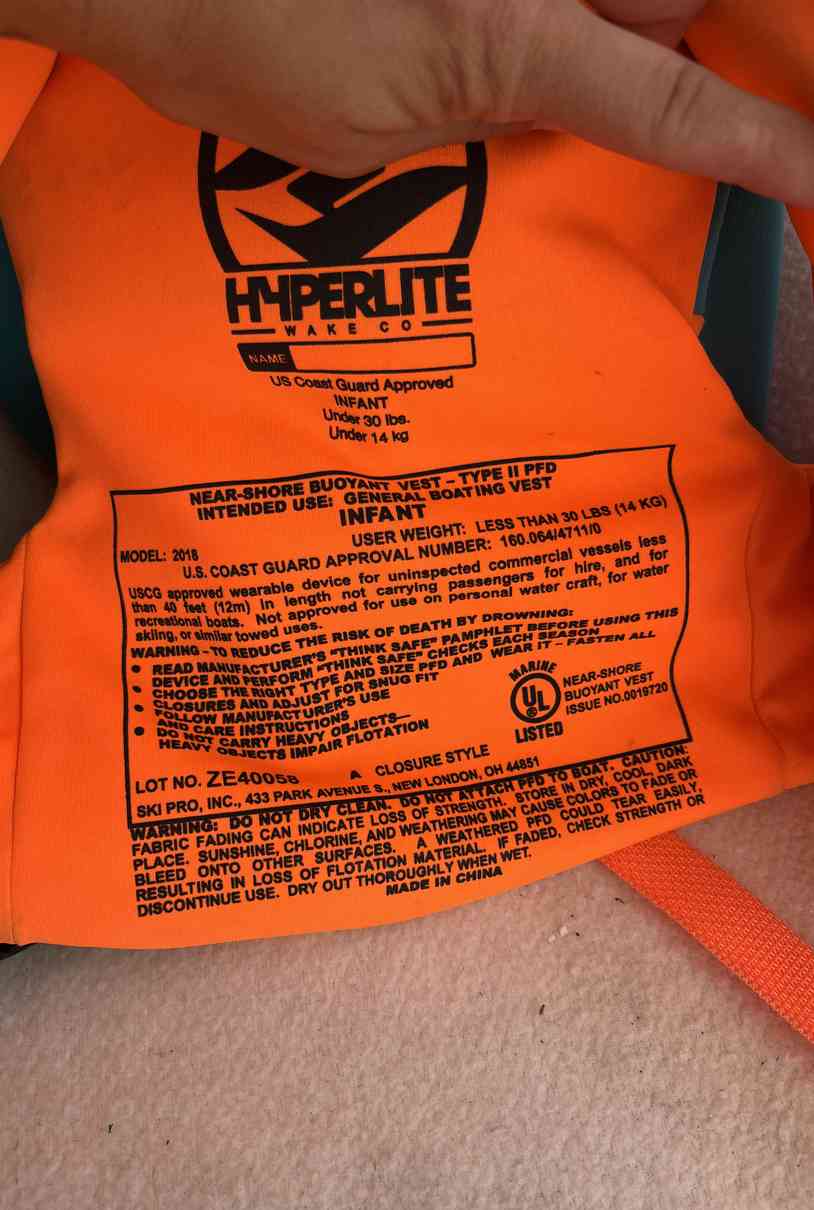 HYPERLITE
WAKE CO
NAME
US Coast Guard Approved
INFANT
Under 30 lbs.
Under 14 kg
NEAR-SHORE BUOYANT VEST – TYPE II PFD
INTENDED USE: GENERAL BOATING VEST
INFANT
USER WEIGHT: LESS THAN 30 LBS (14 KG)
MODEL: 2018
U.S. COAST GUARD APPROVAL NUMBER: 160.064/4711/0
USCG approved wearable device for uninspected commercial vessels less
than 40 feet (12m) in length not carrying passengers for hire, and for
recreational boats. Not approved for use on personal water craft, for water
skiing, or similar towed uses.
WARNING – TO REDUCE THE RISK OF DEATH BY DROWNING:
• READ MANUFACTURER'S "THINK SAFE" PAMPHLET BEFORE USING THIS
DEVICE AND PERFORM "THINK SAFE" CHECKS EACH SEASON
• CHOOSE THE RIGHT TYPE AND SIZE PFD AND WEAR IT – FASTEN ALL
CLOSURES AND ADJUST FOR SNUG FIT
• FOLLOW MANUFACTURER'S USE
AND CARE INSTRUCTIONS
• DO NOT CARRY HEAVY OBJECTS—
HEAVY OBJECTS IMPAIR FLOTATION
MARINE
UL
®
LISTED
NEAR-SHORE
BUOYANT VEST
ISSUE NO.0019720
LOT NO. ZE40058 A CLOSURE STYLE
SKI PRO, INC., 433 PARK AVENUE S., NEW LONDON, OH 44851
WARNING: DO NOT DRY CLEAN. DO NOT ATTACH PFD TO BOAT. CAUTION:
FABRIC FADING CAN INDICATE LOSS OF STRENGTH. STORE IN DRY, COOL, DARK
PLACE. SUNSHINE, CHLORINE, AND WEATHERING MAY CAUSE COLORS TO FADE OR
BLEED ONTO OTHER SURFACES. A WEATHERED PFD COULD TEAR EASILY,
RESULTING IN LOSS OF FLOTATION MATERIAL. IF FADED, CHECK STRENGTH OR
DISCONTINUE USE. DRY OUT THOROUGHLY WHEN WET.
MADE IN CHINA